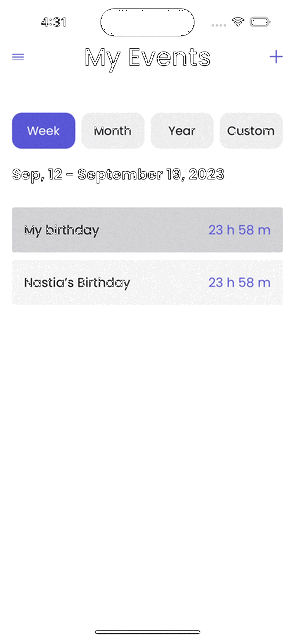 4:31
My Events
Week Month Year Custom
Sep, 12 - September 13, 2023
My birthday 23 h 58 m
Nastia's Birthday 23 h 58 m